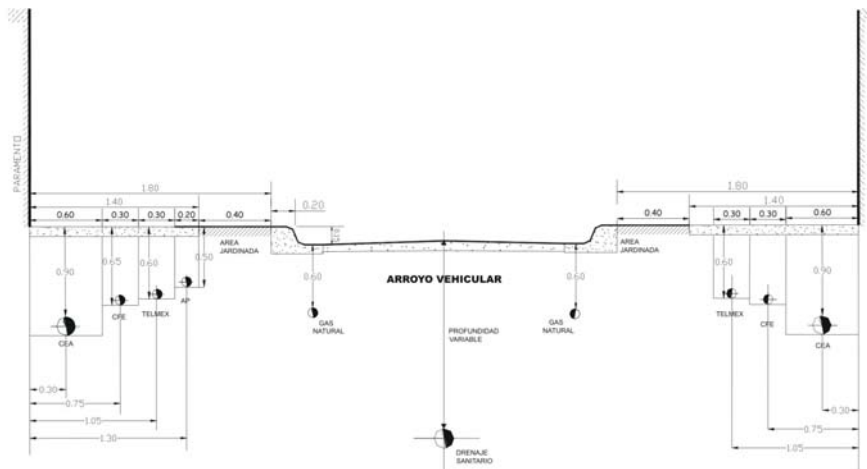 PARAMENTO
1.80
1.40
0.60
0.30
0.30
0.20
0.40
0.20
AREA
JARDINADA
0.90
0.65
0.60
0.50
CEA
CFE
TELMEX
AP
0.30
0.75
1.05
1.30
0.60
GAS
NATURAL
ARROYO VEHICULAR
PROFUNDIDAD
VARIABLE
DRENAJE
SANITARIO
0.60
GAS
NATURAL
1.80
1.40
0.40
0.30
0.30
0.60
AREA
JARDINADA
0.60
0.90
TELMEX
CFE
CEA
0.30
0.75
1.05